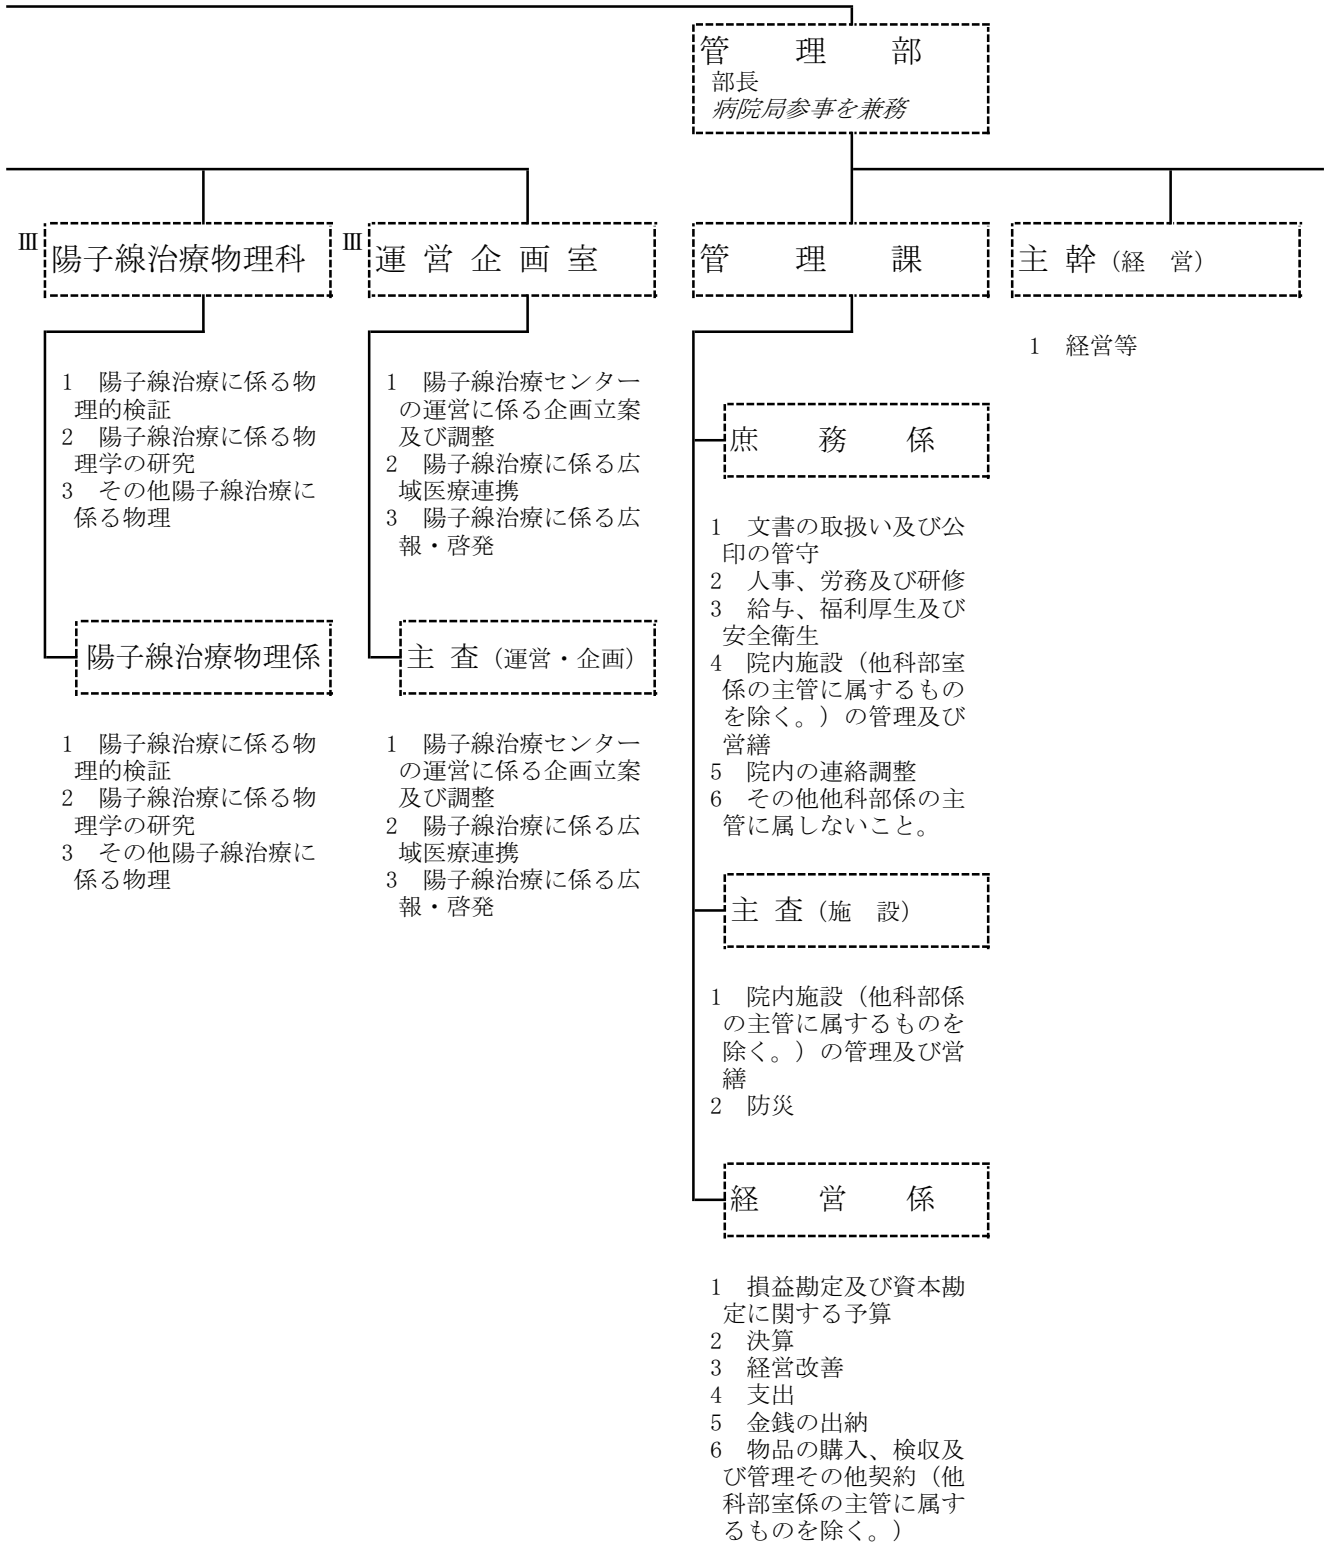 管　理　部
部長
病院局参事を兼務
Ⅲ
陽子線治療物理科
1　陽子線治療に係る物
理的検証
2　陽子線治療に係る物
理学の研究
3　その他陽子線治療に
係る物理
陽子線治療物理係
1　陽子線治療に係る物
理的検証
2　陽子線治療に係る物
理学の研究
3　その他陽子線治療に
係る物理
Ⅲ
運営企画室
1　陽子線治療センター
の運営に係る企画立案
及び調整
2　陽子線治療に係る広
域医療連携
3　陽子線治療に係る広
報・啓発
主査（運営・企画）
1　陽子線治療センター
の運営に係る企画立案
及び調整
2　陽子線治療に係る広
域医療連携
3　陽子線治療に係る広
報・啓発
管　理　課
庶　務　係
1　文書の取扱い及び公
印の管守
2　人事、労務及び研修
3　給与、福利厚生及び
安全衛生
4　院内施設（他科部室
係の主管に属するもの
を除く。）の管理及び
営繕
5　院内の連絡調整
6　その他他科部係の主
管に属しないこと。
主査（施　設）
1　院内施設（他科部係
の主管に属するものを
除く。）の管理及び営
繕
2　防災
経　営　係
1　損益勘定及び資本勘
定に関する予算
2　決算
3　経営改善
4　支出
5　金銭の出納
6　物品の購入、検収及
び管理その他契約（他
科部室係の主管に属す
るものを除く。）
主幹（経　営）
1　経営等